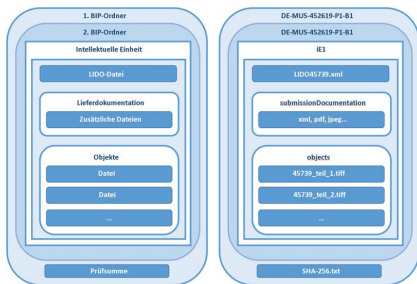 1. BIP-Ordner
2. BIP-Ordner
Intellektuelle Einheit
LIDO-Datei
Lieferdokumentation
Zusätzliche Dateien
Objekte
Datei
Datei
...
Prüfsumme
DE-MUS-452619-P1-B1
DE-MUS-452619-P1-B1
iE1
LIDO45739.xml
submissionDocumentation
xml, pdf, jpeg...
objects
45739_teil_1.tiff
45739_teil_2.tiff
...
SHA-256.txt